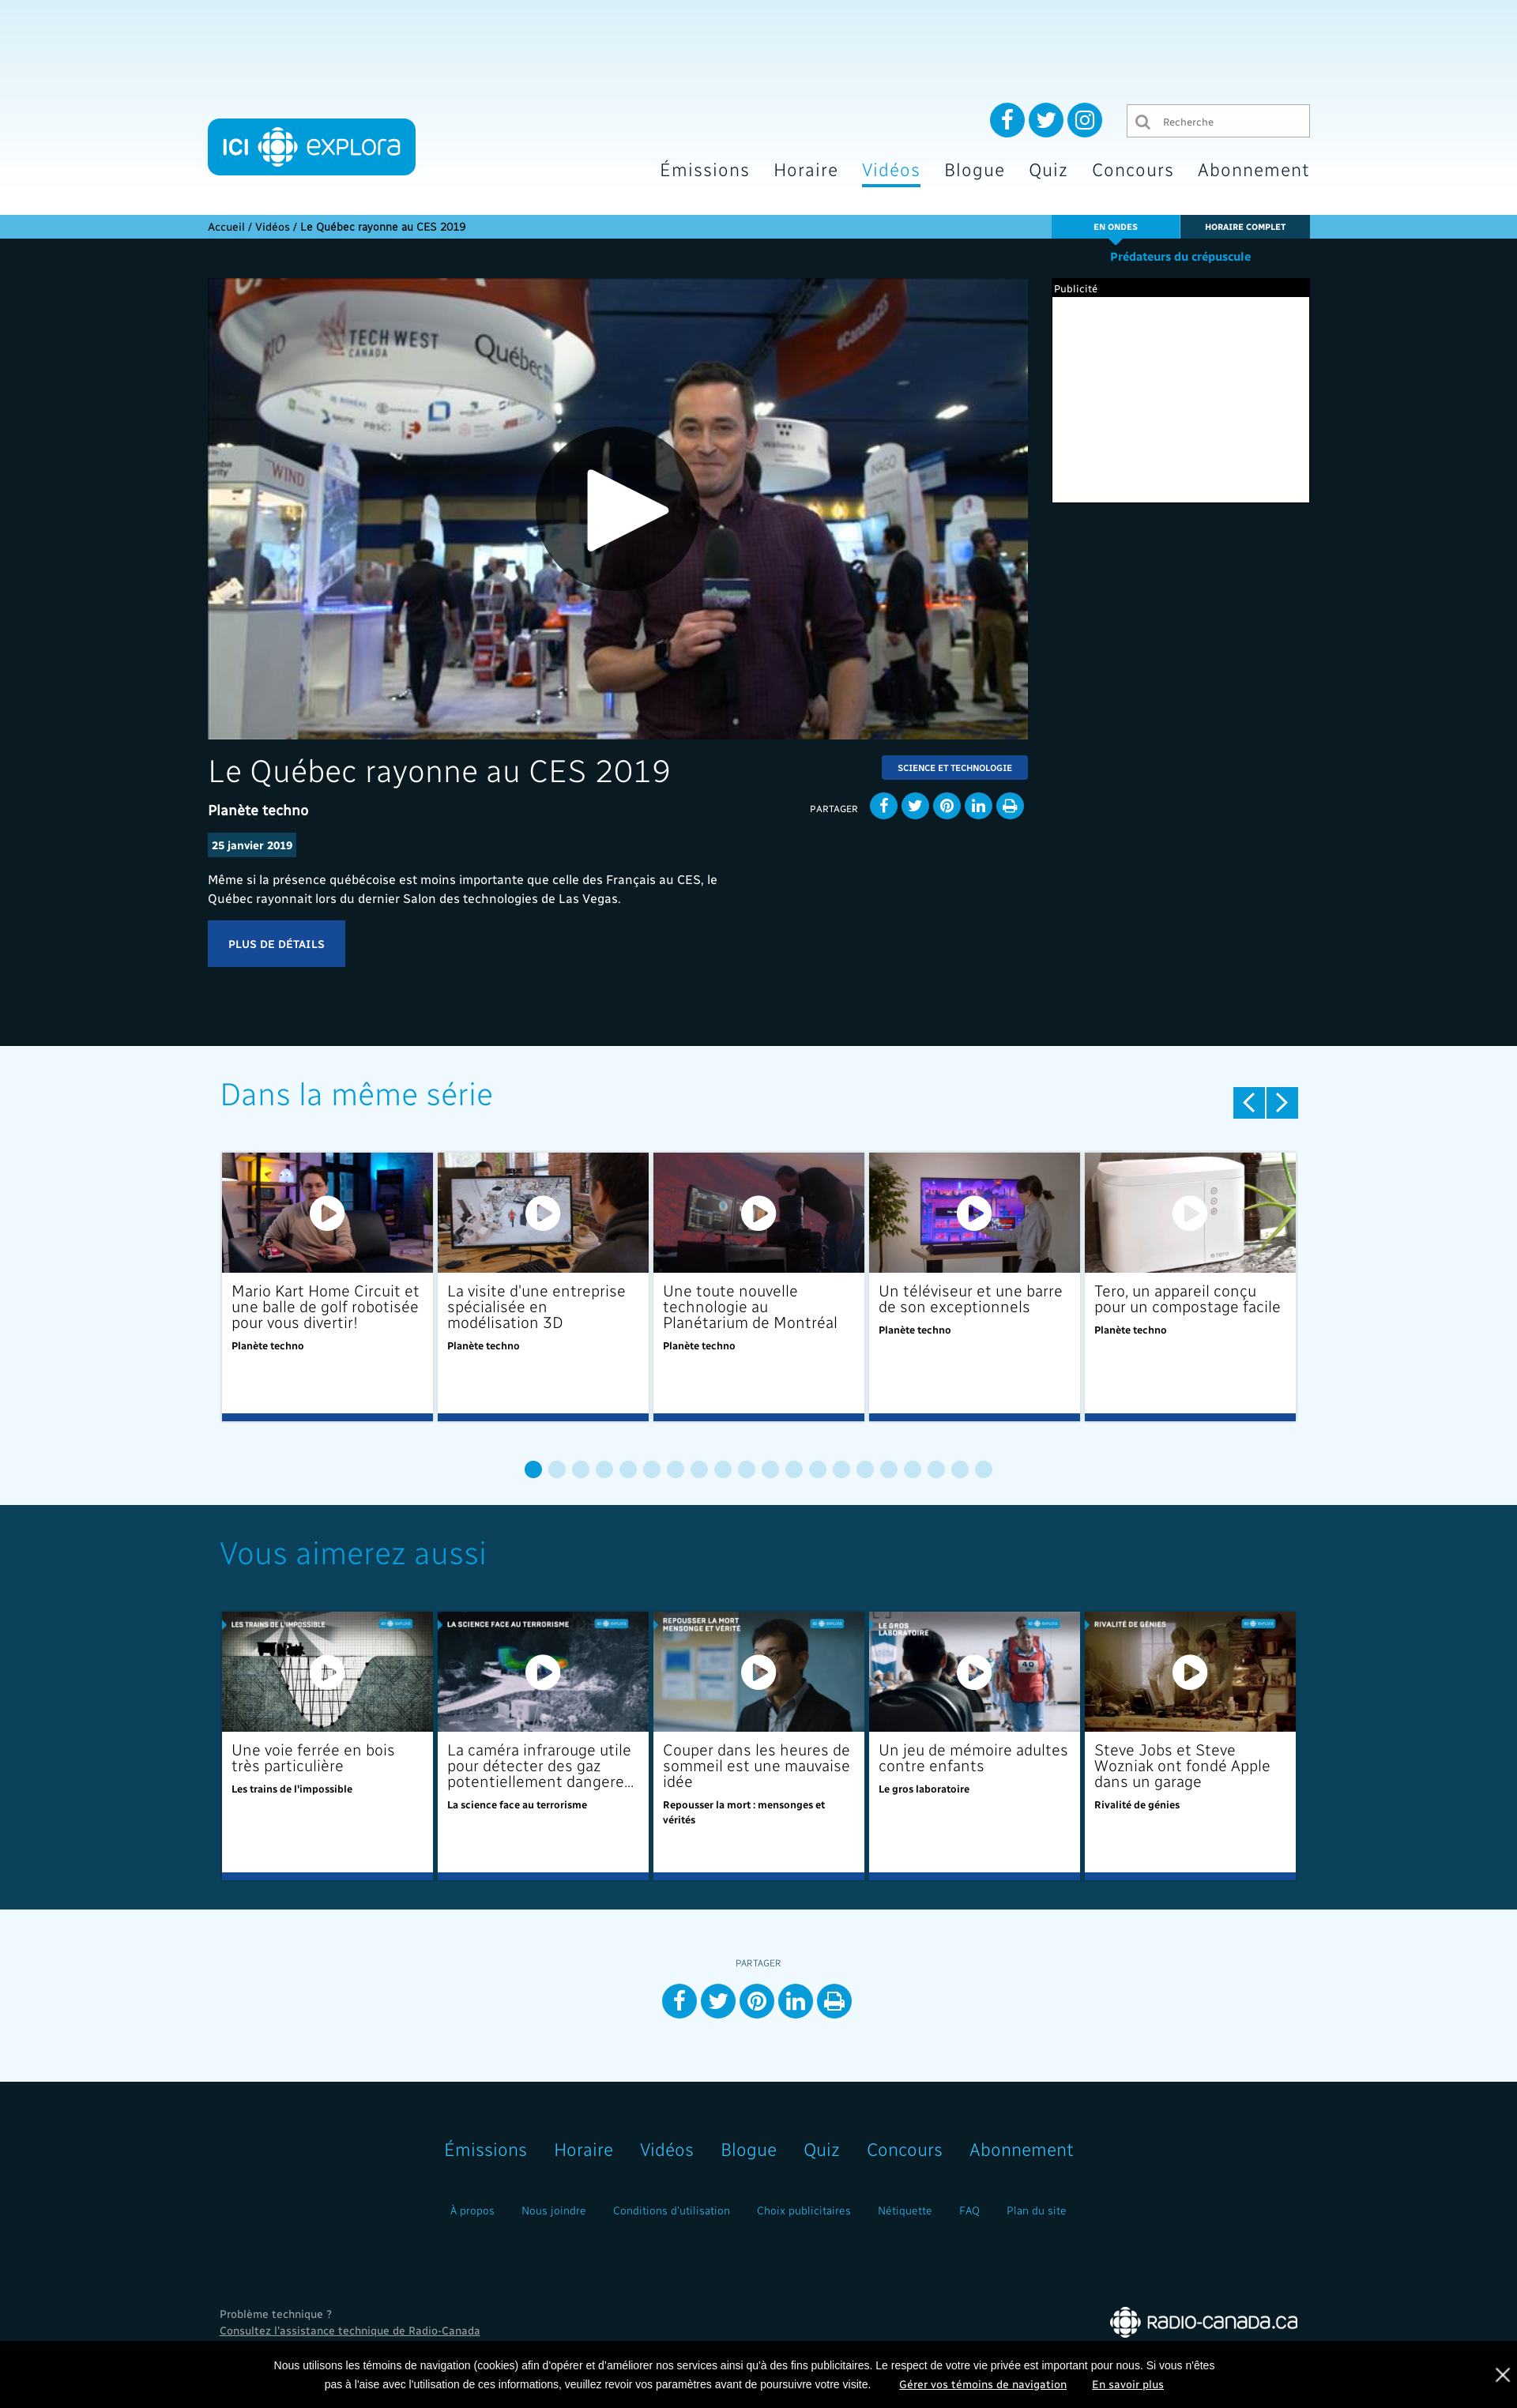 ICI explora
Recherche
Émissions Horaire Vidéos Blogue Quiz Concours Abonnement
Accueil / Vidéos / Le Québec rayonne au CES 2019
EN ONDES
HORAIRE COMPLET
Prédateurs du crépuscule
Publicité
TECH WEST
CANADA
Québec
#CanadaCES
WIND
Le Québec rayonne au CES 2019
SCIENCE ET TECHNOLOGIE
Planète techno
PARTAGER
25 janvier 2019
Même si la présence québécoise est moins importante que celle des Français au CES, le
Québec rayonnait lors du dernier Salon des technologies de Las Vegas.
PLUS DE DÉTAILS
Dans la même série
Mario Kart Home Circuit et
une balle de golf robotisée
pour vous divertir!
Planète techno
La visite d'une entreprise
spécialisée en
modélisation 3D
Planète techno
Une toute nouvelle
technologie au
Planétarium de Montréal
Planète techno
Un téléviseur et une barre
de son exceptionnels
Planète techno
tero
Tero, un appareil conçu
pour un compostage facile
Planète techno
Vous aimerez aussi
LES TRAINS DE L'IMPOSSIBLE
Une voie ferrée en bois
très particulière
Les trains de l'impossible
LA SCIENCE FACE AU TERRORISME
La caméra infrarouge utile
pour détecter des gaz
potentiellement dangere...
La science face au terrorisme
REPOUSSER LA MORT
MENSONGE ET VÉRITÉ
Couper dans les heures de
sommeil est une mauvaise
idée
Repousser la mort : mensonges et
vérités
LE GROS
LABORATOIRE
Un jeu de mémoire adultes
contre enfants
Le gros laboratoire
RIVALITÉ DE GÉNIES
Steve Jobs et Steve
Wozniak ont fondé Apple
dans un garage
Rivalité de génies
PARTAGER
Émissions Horaire Vidéos Blogue Quiz Concours Abonnement
À propos Nous joindre Conditions d'utilisation Choix publicitaires Nétiquette FAQ Plan du site
Problème technique ?
Consultez l'assistance technique de Radio-Canada
Radio-Canada.ca
Nous utilisons les témoins de navigation (cookies) afin d'opérer et d'améliorer nos services ainsi qu'à des fins publicitaires. Le respect de votre vie privée est important pour nous. Si vous n'êtes
pas à l'aise avec l'utilisation de ces informations, veuillez revoir vos paramètres avant de poursuivre votre visite. Gérer vos témoins de navigation En savoir plus